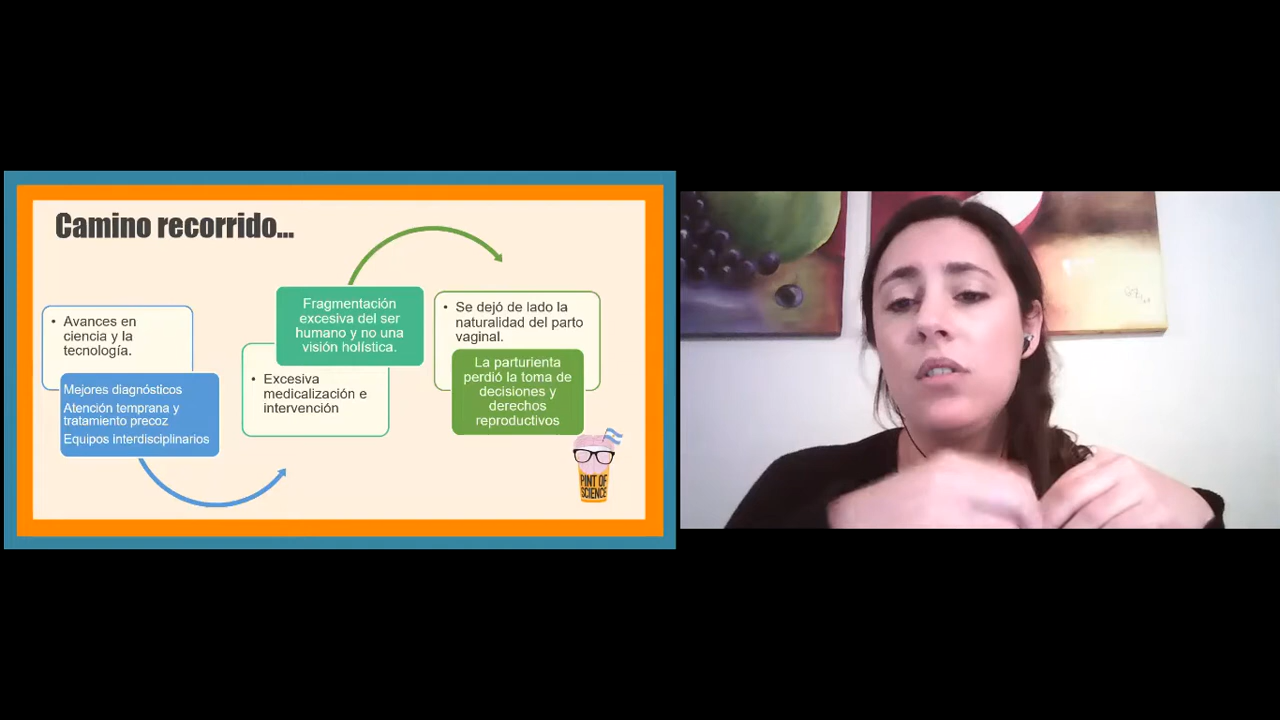 Camino recorrido...
• Avances en
ciencia y la
tecnología.
Mejores diagnósticos
Atención temprana y
tratamiento precoz
Equipos interdisciplinarios
Fragmentación
excesiva del ser
humano y no una
visión holística.
• Excesiva
medicalización e
intervención
• Se dejó de lado la
naturalidad del parto
vaginal.
La parturienta
perdió la toma de
decisiones y
derechos
reproductivos
PINT OF
SCIENCE